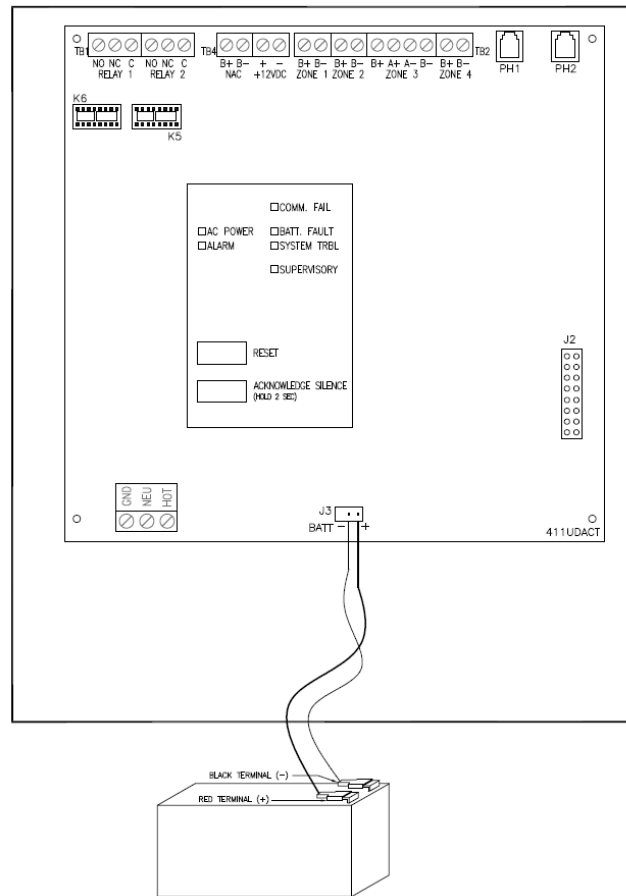 TB1
NO NC C NO NC C
RELAY 1 RELAY 2
TB4
B+ B- + -
NAC +12VDC
B+ B- B+ B- B+ A+ A- B- B+ B-
ZONE 1 ZONE 2 ZONE 3 ZONE 4
TB2
PH1
PH2
K6
K5
COMM. FAIL
AC POWER
BATT. FAULT
ALARM
SYSTEM TRBL
SUPERVISORY
RESET
ACKNOWLEDGE SILENCE
(HOLD 2 SEC)
J2
GND
NEU
HOT
J3
BATT - +
411UDACT
BLACK TERMINAL (-)
RED TERMINAL (+)